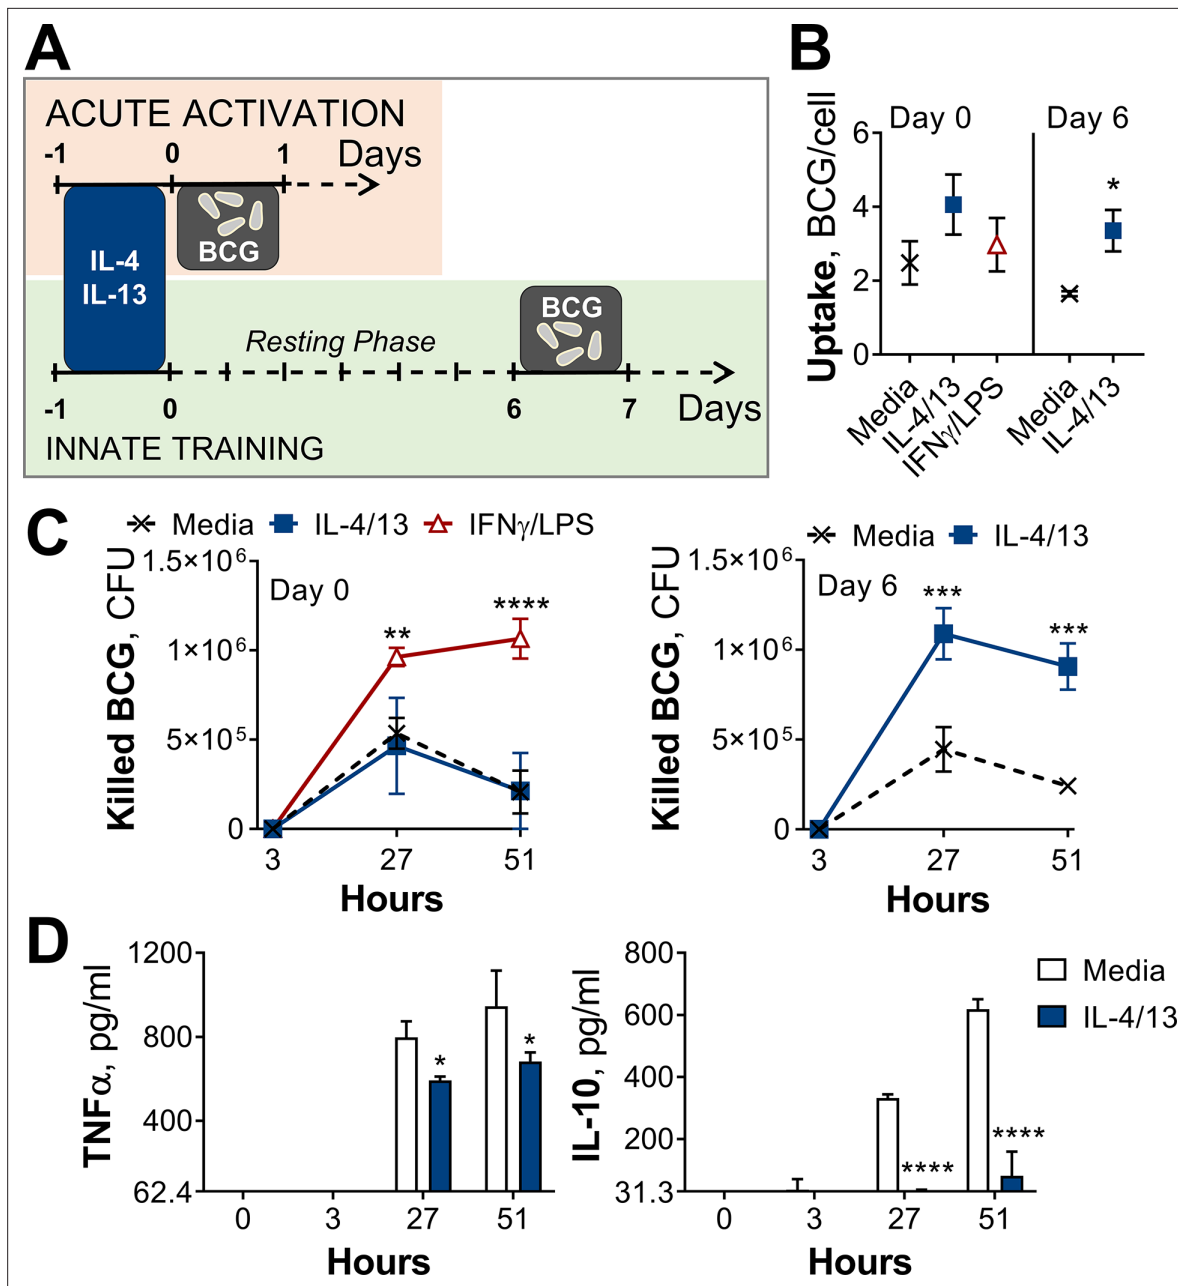 A
ACUTE ACTIVATION
-1 0 1 Days
IL-4
IL-13
BCG
BCG
Resting Phase
-1 0 6 7 Days
INNATE TRAINING
B
Uptake, BCG/cell
Day 0 Day 6
6
*
4
2
0
Media
IL-4/13
IFNγ/LPS
Media
IL-4/13
C
Media IL-4/13 IFNγ/LPS
Killed BCG, CFU
1.5×10⁶
Day 0
****
**
1×10⁶
5×10⁵
0
3 27 51
Hours
Media IL-4/13
Killed BCG, CFU
1.5×10⁶
Day 6
***
***
1×10⁶
5×10⁵
0
3 27 51
Hours
D
TNFα, pg/ml
1200
800
* *
400
62.4
0 3 27 51
Hours
IL-10, pg/ml
800
600
400
200
****
****
31.3
0 3 27 51
Hours
Media
IL-4/13